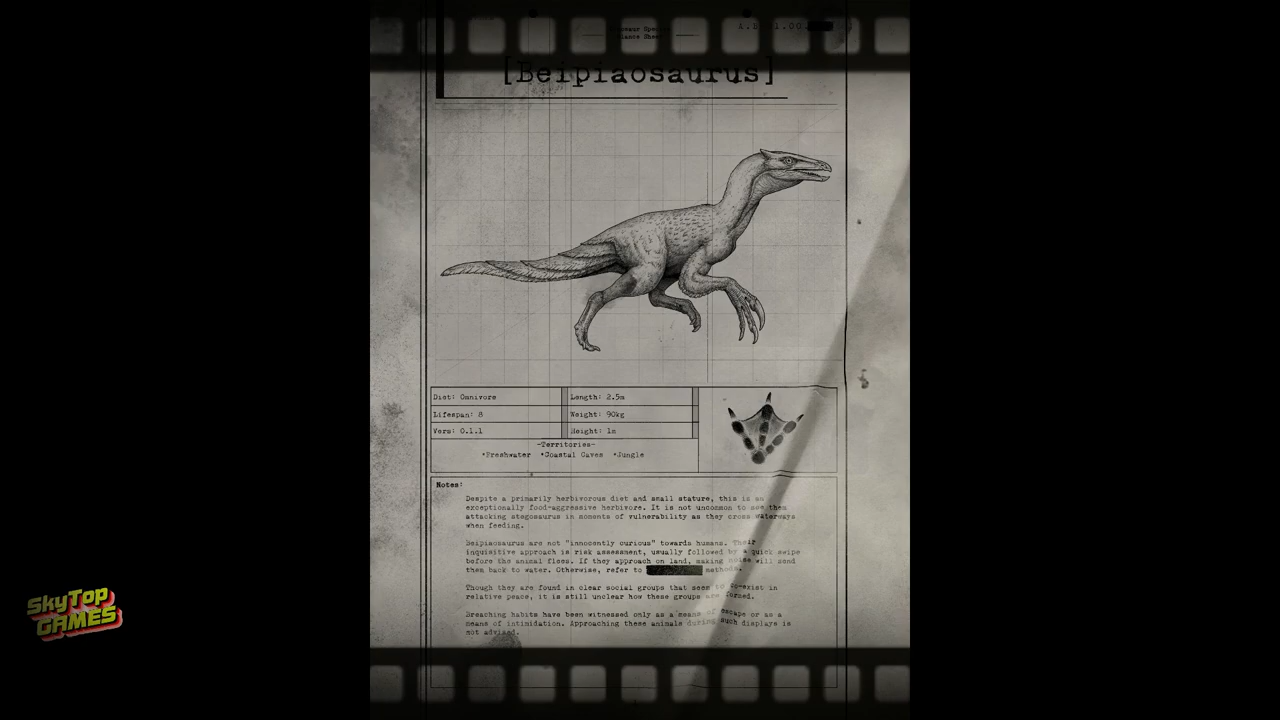 [Beipiaosaurus]
Diet: Omnivore
Length: 2.5m
Lifespan: 8
Weight: 90kg
Vers: 0.1.1
Height: 1m
-Territories-
•Freshwater •Coastal Caves •Jungle
Notes:
Despite a primarily herbivorous diet and small stature, this is an
exceptionally food-aggressive herbivore. It is not uncommon to see them
attacking stegosaurus in moments of vulnerability as they cross waterways
when feeding.
Beipiaosaurus are not "innocently curious" towards humans. Their
inquisitive approach is risk assessment, usually followed by a quick swipe
before the animal flees. If they approach on land, making noise will send
them back to water. Otherwise, refer to methods.
Though they are found in clear social groups that seem to co-exist in
relative peace, it is still unclear how these groups are formed.
Breaching habits have been witnessed only as a means of escape or as a
means of intimidation. Approaching these animals during such displays is
not advised.
SkyTop
GAMES